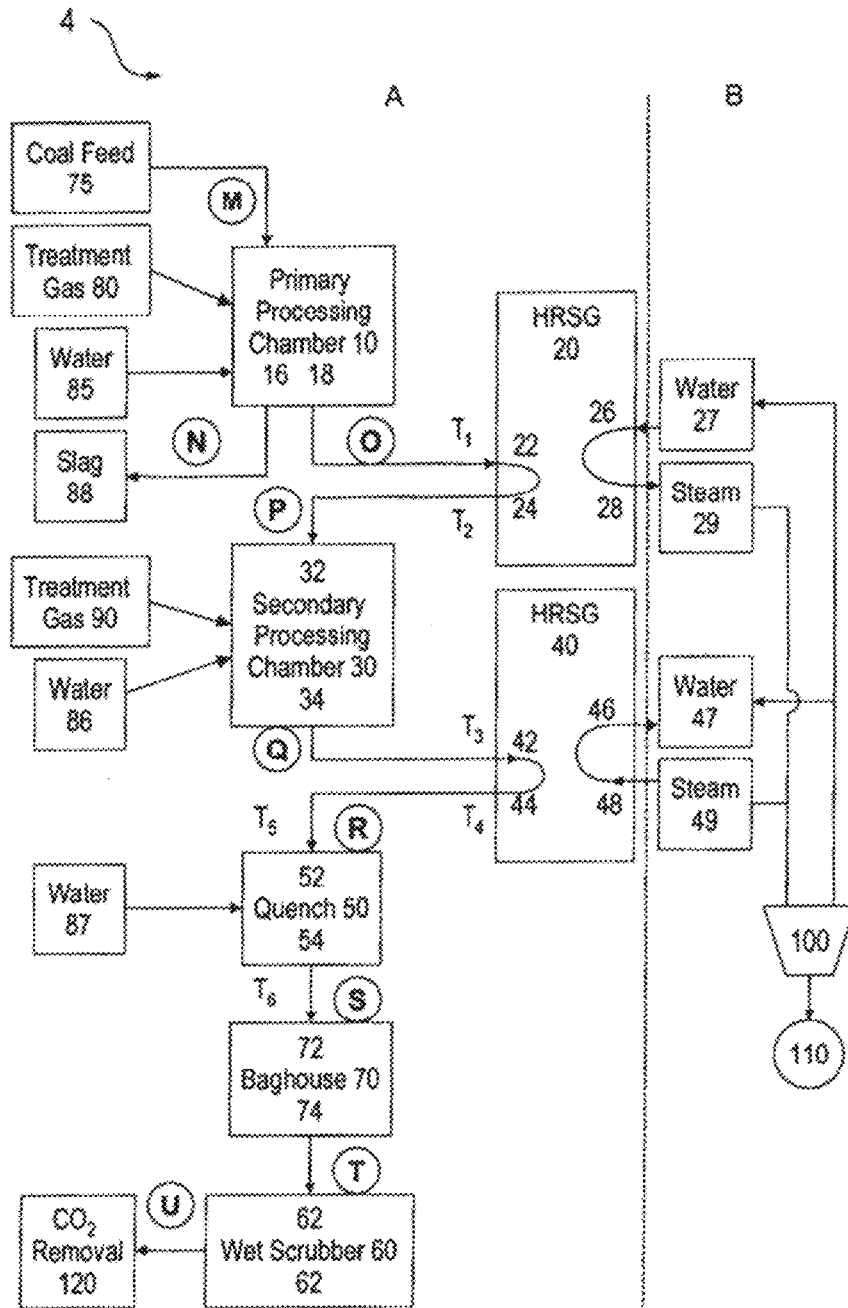 4
A
B
Coal Feed
75
M
Treatment
Gas 80
Primary
Processing
Chamber 10
16 18
Water
85
HRSG
20
Water
27
N
O
T₁
22
26
Slag
88
P
T₂
24
28
Steam
29
Treatment
Gas 90
32
Secondary
Processing
Chamber 30
34
Water
86
HRSG
40
Water
47
Q
T₃
42
46
T₅
R
T₄
44
48
Steam
49
Water
87
52
Quench 50
54
100
T₆
S
110
72
Baghouse 70
74
T
U
CO₂
Removal
120
62
Wet Scrubber 60
62